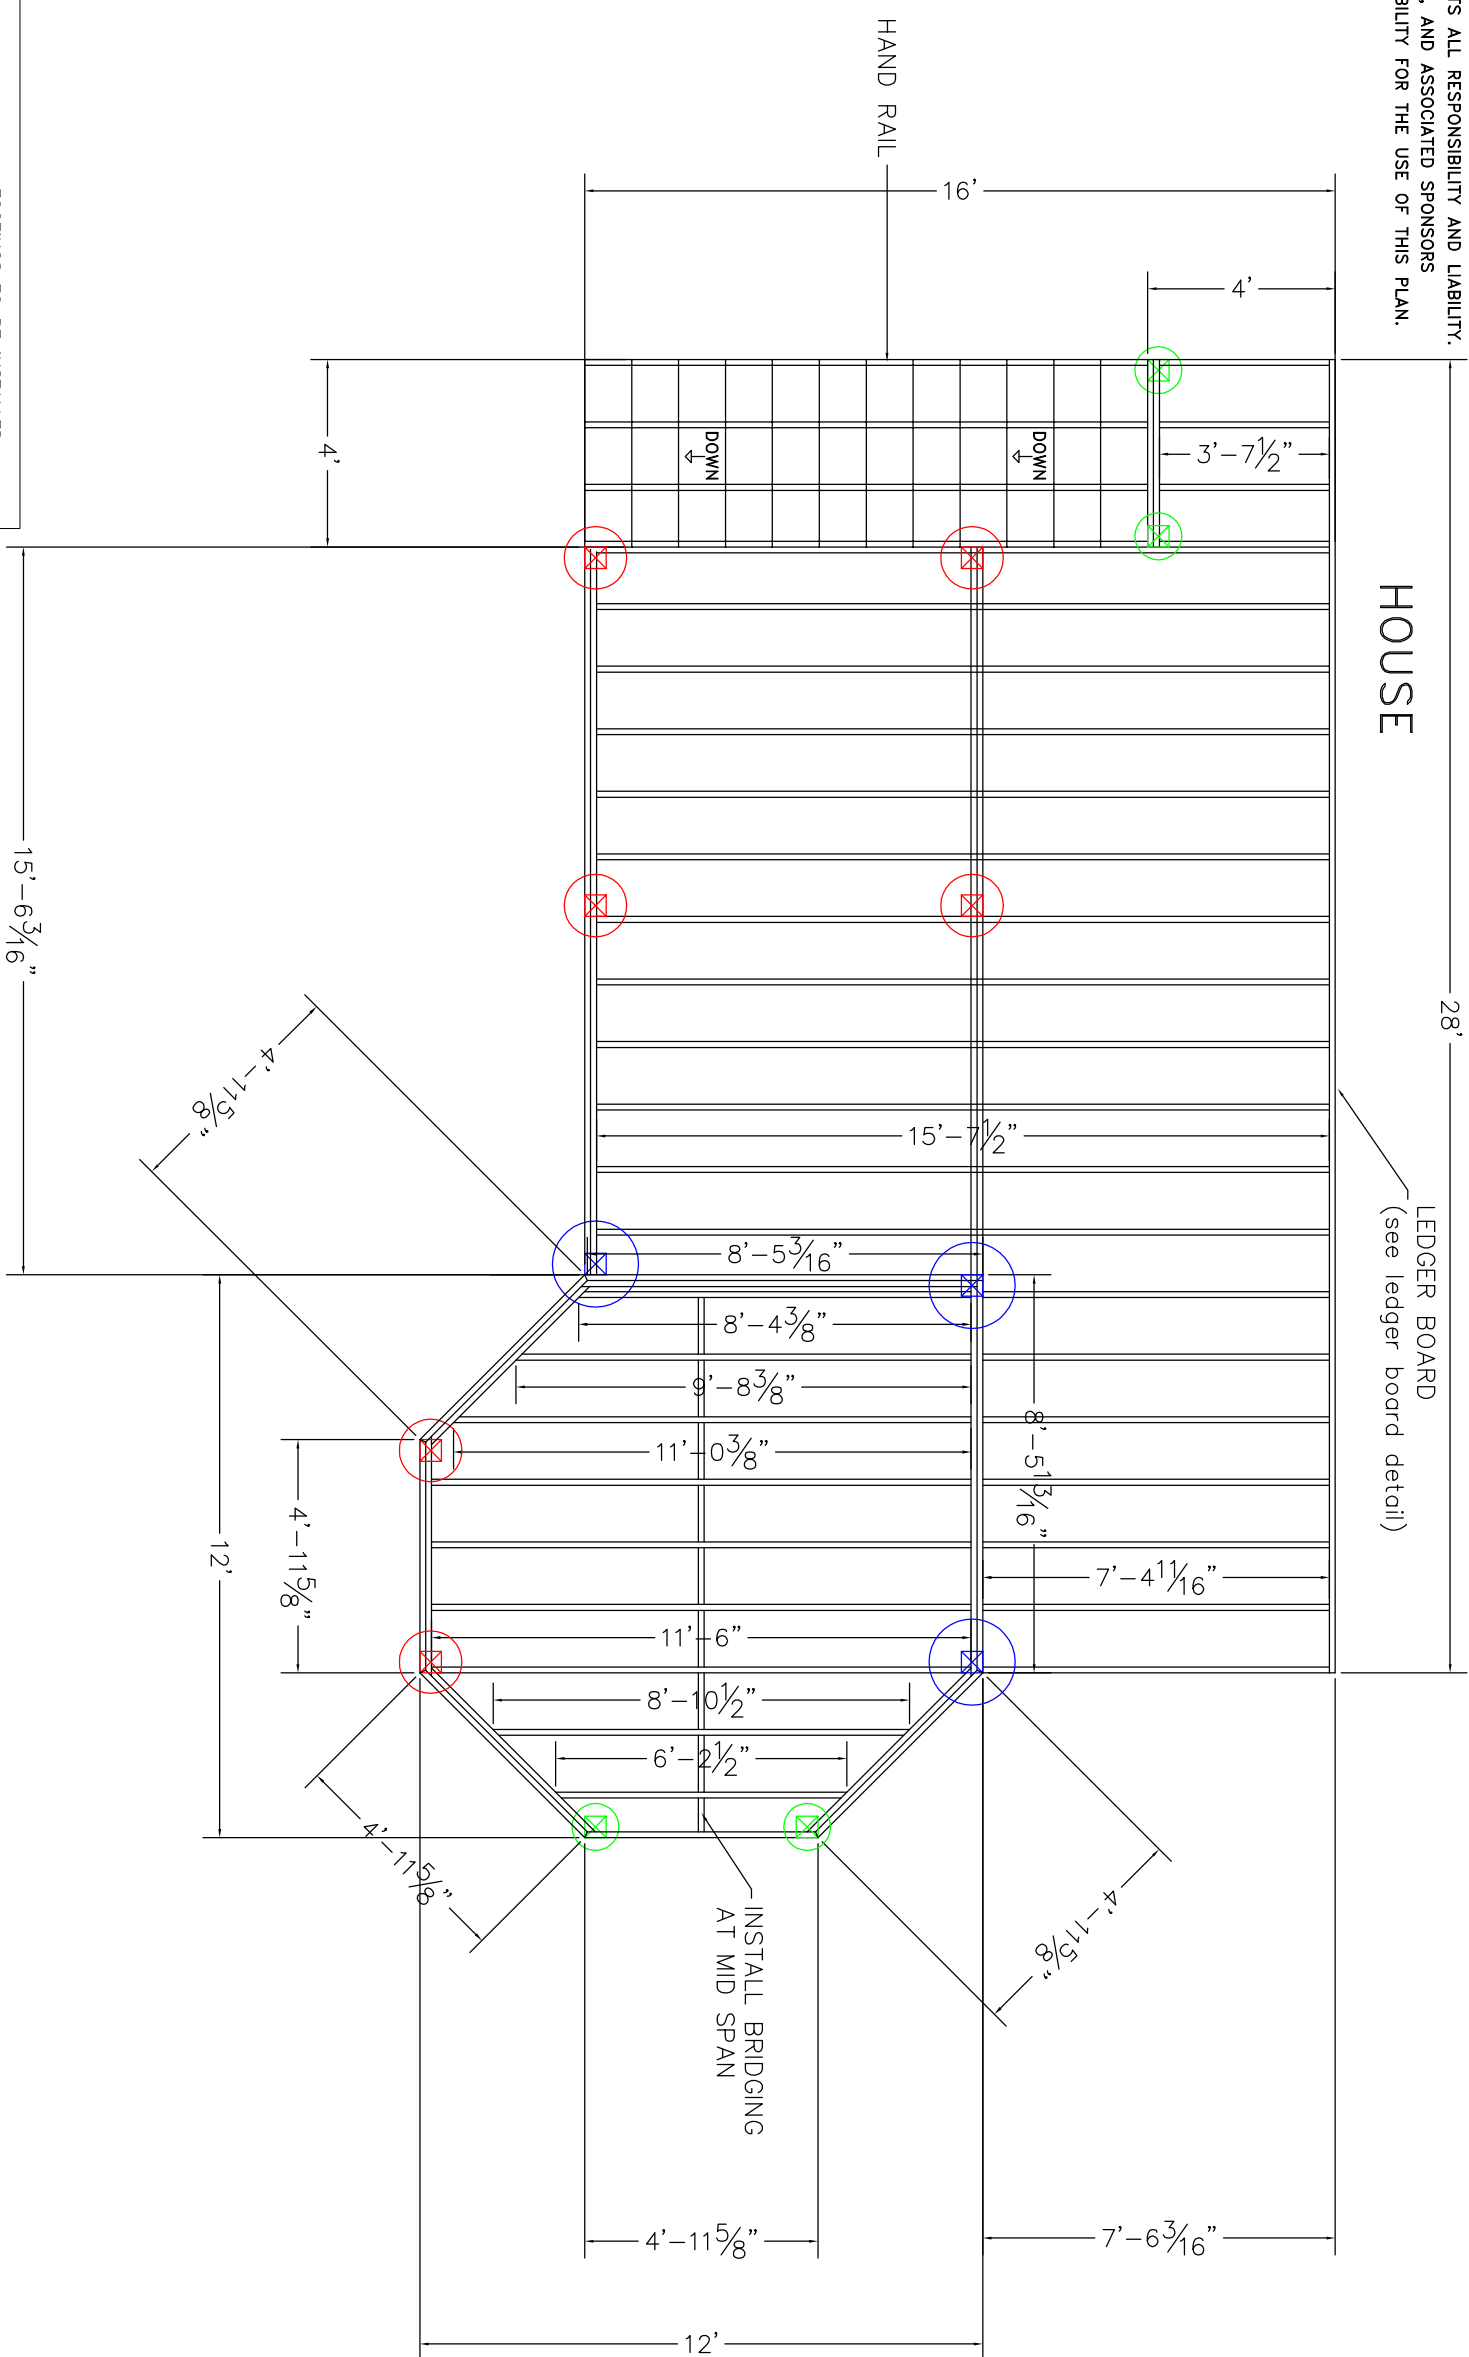 TS ALL RESPONSIBILITY AND LIABILITY.
, AND ASSOCIATED SPONSORS
BILITY FOR THE USE OF THIS PLAN.
HOUSE
28'
LEDGER BOARD
(see ledger board detail)
HAND RAIL
16'
4'
3'-7½"
DOWN
DOWN
4'
15'-7½"
8'-5³⁄₁₆"
8'-5¹³⁄₁₆"
8'-4⅜"
9'-8⅜"
11'-0⅜"
7'-4¹¹⁄₁₆"
11'-6"
8'-10½"
6'-2½"
15'-6³⁄₁₆"
4'-11⅝"
4'-11⅝"
12'
4'-11⅝"
4'-11⅝"
INSTALL BRIDGING
AT MID SPAN
4'-11⅝"
7'-6³⁄₁₆"
12'